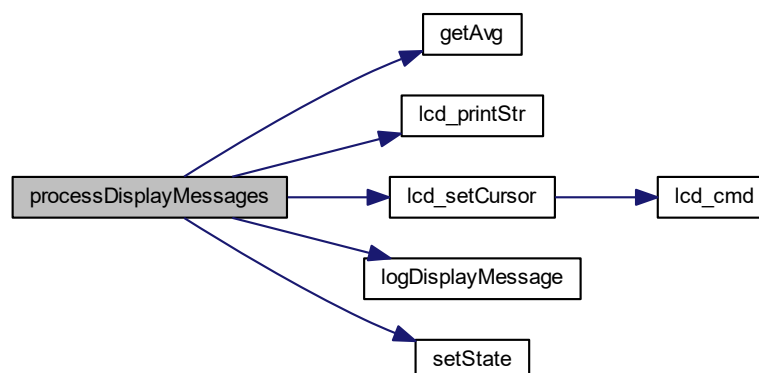 getAvg
lcd_printStr
processDisplayMessages
lcd_setCursor
lcd_cmd
logDisplayMessage
setState